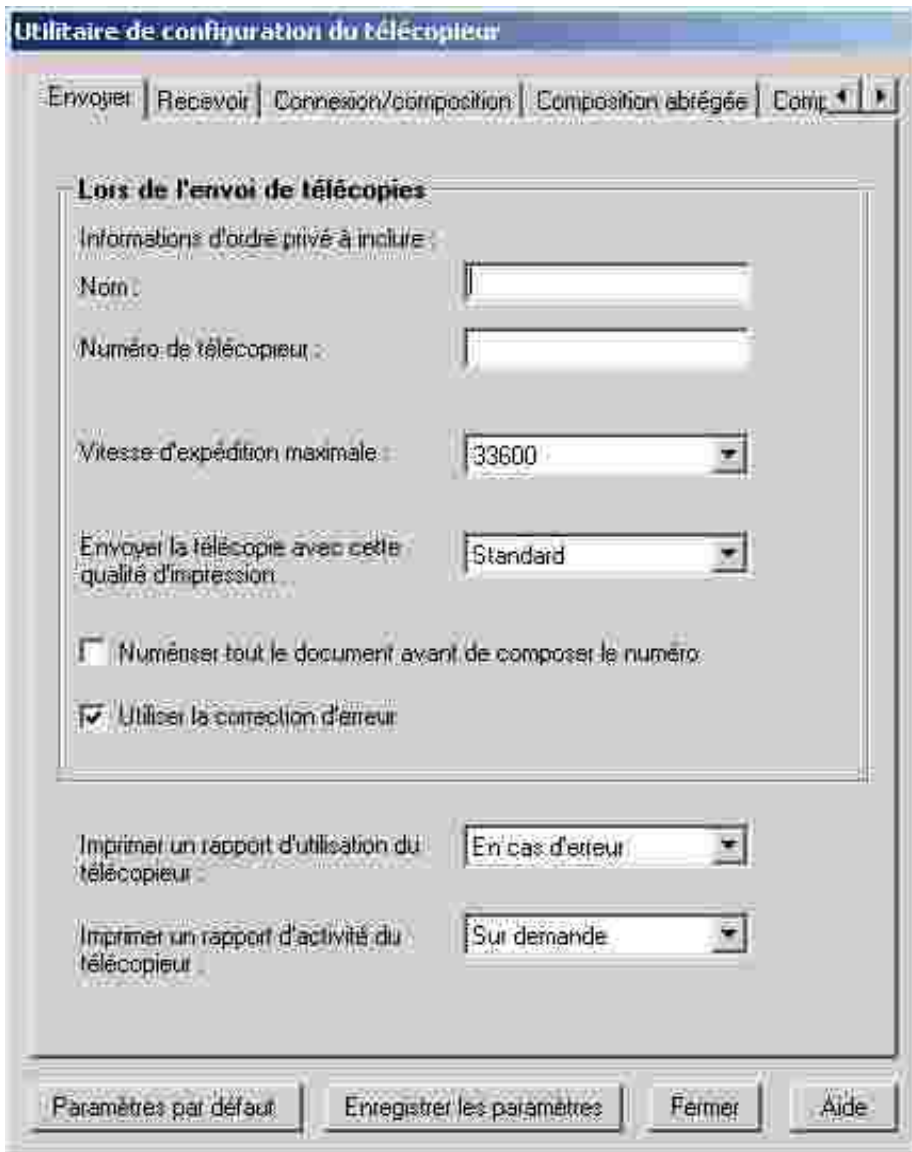 Utilitaire de configuration du télécopieur
Envoyer Recevoir Connexion/composition Composition abrégée Comp
Lors de l'envoi de télécopies
Informations d'ordre privé à inclure :
Nom :
Numéro de télécopieur :
Vitesse d'expédition maximale : 33600
Envoyer la télécopie avec cette Standard
qualité d'impression :
Numériser tout le document avant de composer le numéro
Utiliser la correction d'erreur
Imprimer un rapport d'utilisation du En cas d'erreur
télécopieur :
Imprimer un rapport d'activité du Sur demande
télécopieur :
Paramètres par défaut Enregistrer les paramètres Fermer Aide